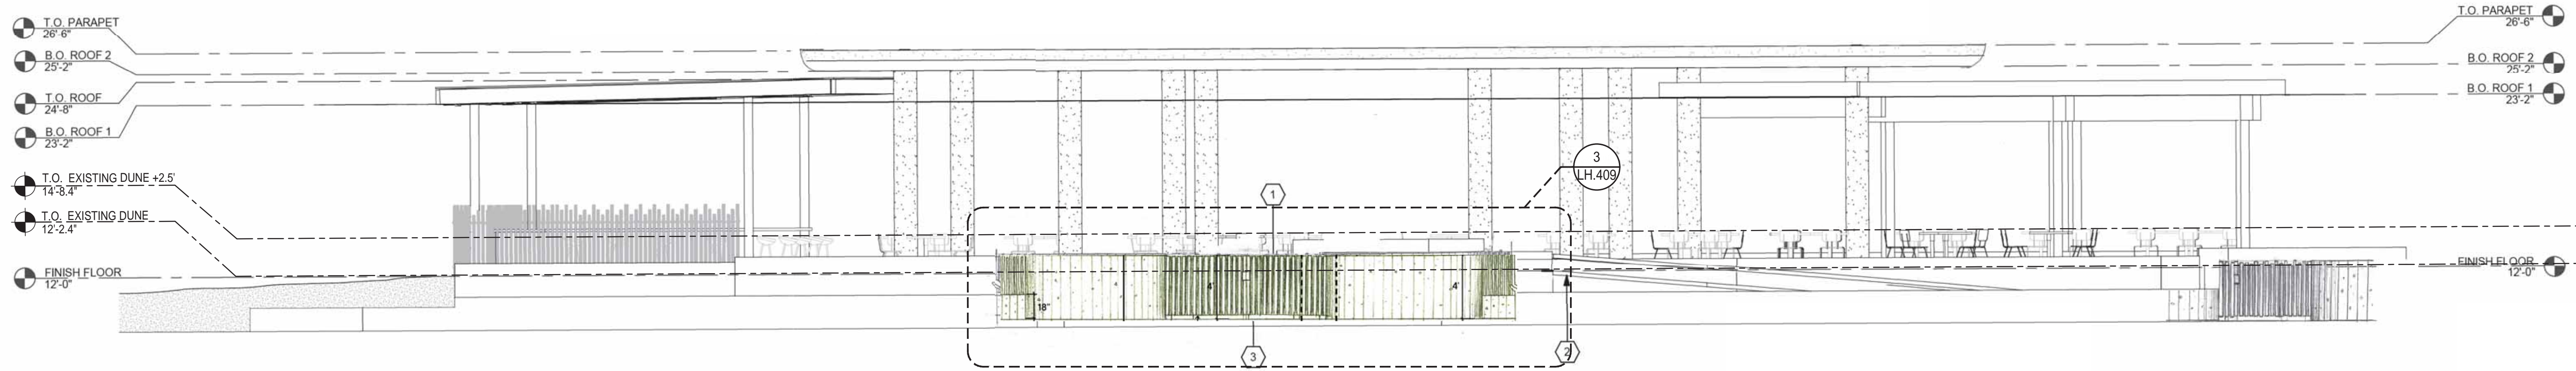 T.O. PARAPET
26'-6"
B.O. ROOF 2
25'-2"
T.O. ROOF
24'-8"
B.O. ROOF 1
23'-2"
T.O. EXISTING DUNE +2.5'
14'-8.4"
T.O. EXISTING DUNE
12'-2.4"
FINISH FLOOR
12'-0"
1
3
LH.409
4'
4'
18"
3
2
T.O. PARAPET
26'-6"
B.O. ROOF 2
25'-2"
B.O. ROOF 1
23'-2"
FINISH FLOOR
12'-0"